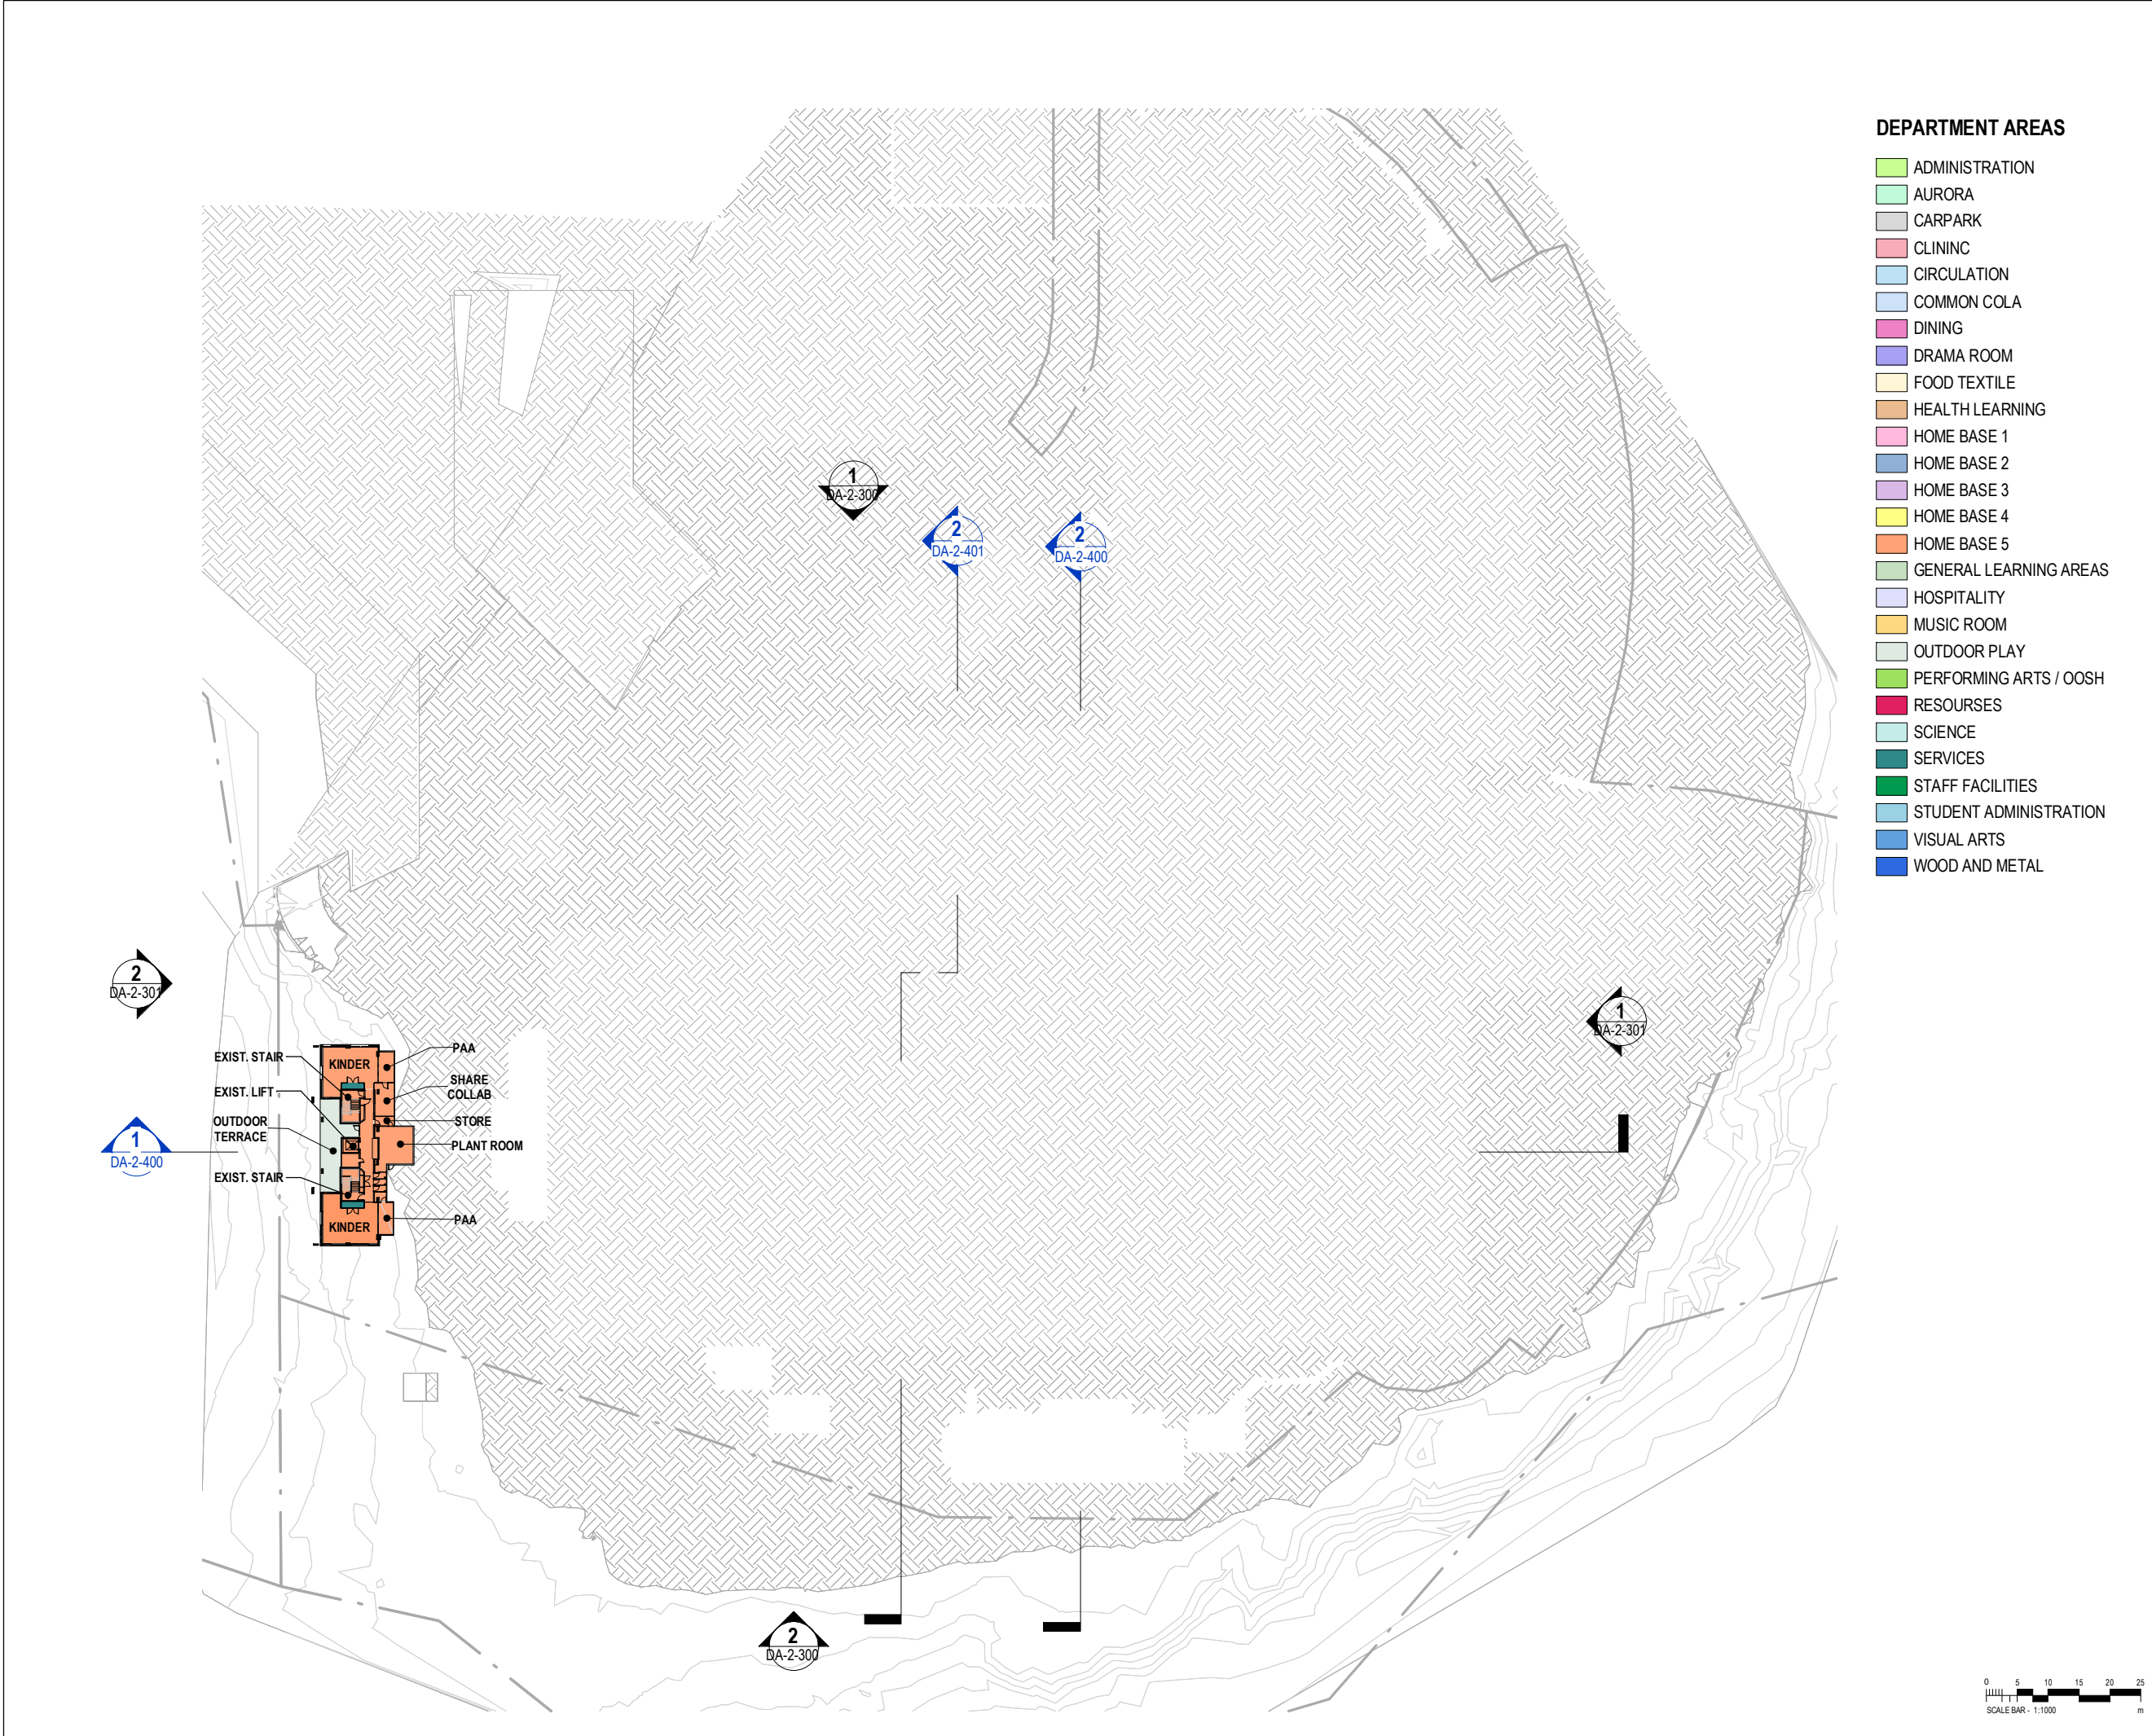 DEPARTMENT AREAS
ADMINISTRATION
AURORA
CARPARK
CLININC
CIRCULATION
COMMON COLA
DINING
DRAMA ROOM
FOOD TEXTILE
HEALTH LEARNING
HOME BASE 1
HOME BASE 2
HOME BASE 3
HOME BASE 4
HOME BASE 5
GENERAL LEARNING AREAS
HOSPITALITY
MUSIC ROOM
OUTDOOR PLAY
PERFORMING ARTS / OOSH
RESOURSES
SCIENCE
SERVICES
STAFF FACILITIES
STUDENT ADMINISTRATION
VISUAL ARTS
WOOD AND METAL
1
DA-2-300
2
DA-2-401
2
DA-2-400
2
DA-2-301
1
DA-2-301
EXIST. STAIR
KINDER
PAA
EXIST. LIFT
SHARE
COLLAB
OUTDOOR
TERRACE
STORE
PLANT ROOM
1
DA-2-400
EXIST. STAIR
KINDER
PAA
2
DA-2-300
0 5 10 15 20 25
SCALE BAR - 1:1000 m